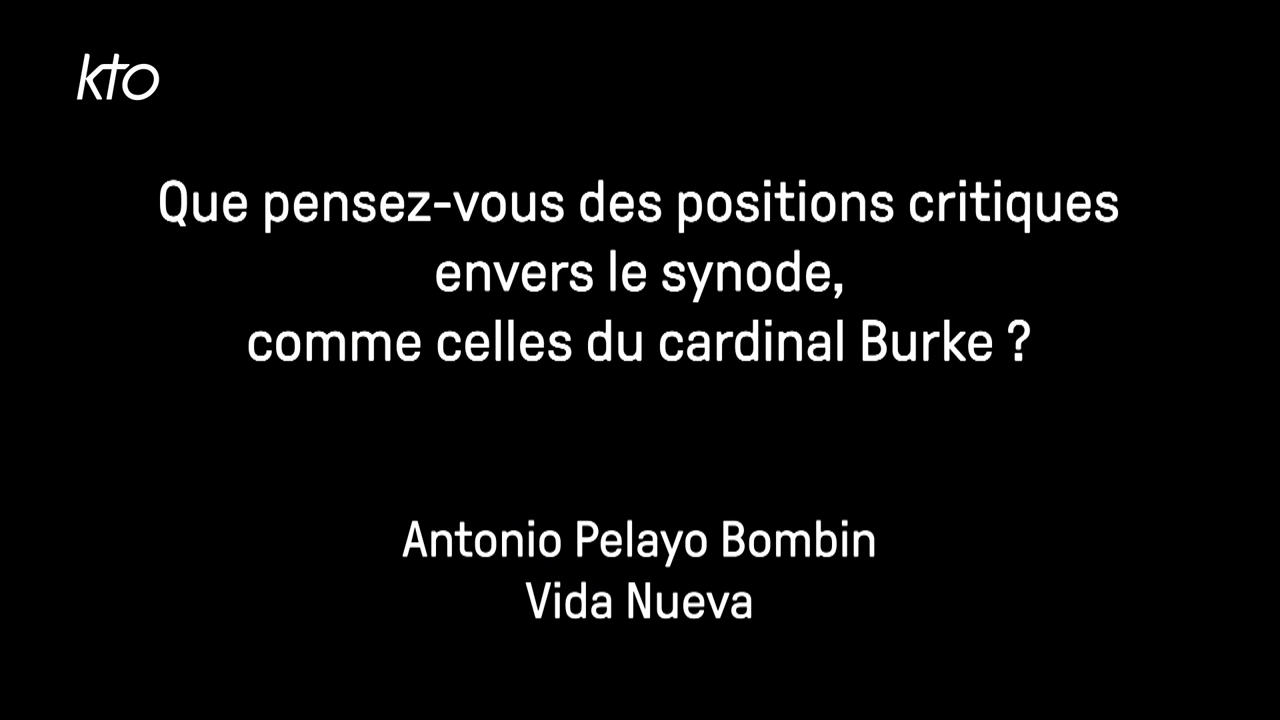 kto
Que pensez-vous des positions critiques
envers le synode,
comme celles du cardinal Burke ?
Antonio Pelayo Bombin
Vida Nueva